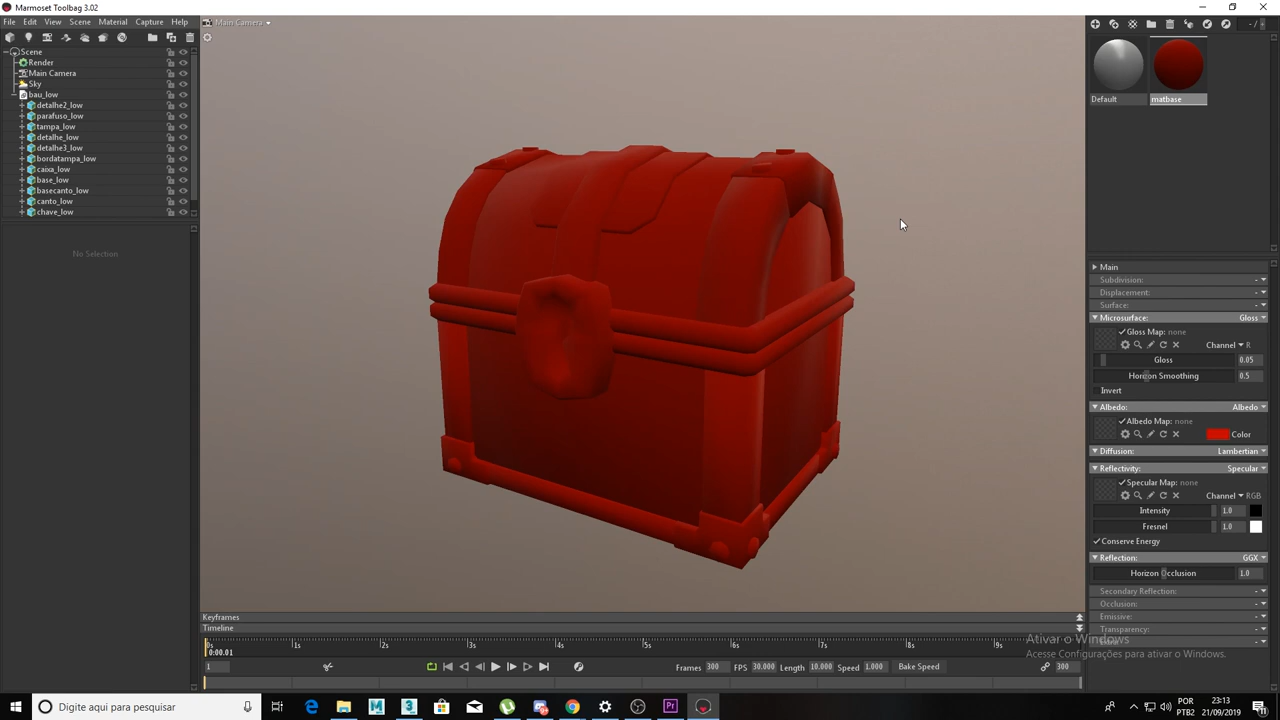 Marmoset Toolbag 3.02
File Edit View Scene Material Capture Help
Main Camera
Scene
Render
Main Camera
Sky
bau_low
detalhe2_low
parafuso_low
tampa_low
detalhe_low
detalhe3_low
bordatampa_low
caixa_low
base_low
basecanto_low
canto_low
chave_low
No Selection
Default
matbase
Main
Subdivision:
Displacement:
Surface:
Microsurface: Gloss
Gloss Map: none
Channel R
Gloss 0.05
Horizon Smoothing 0.5
Invert
Albedo: Albedo
Albedo Map: none
Color
Diffusion: Lambertian
Reflectivity: Specular
Specular Map: none
Channel RGB
Intensity 1.0
Fresnel 1.0
Conserve Energy
Reflection: GGX
Horizon Occlusion 1.0
Secondary Reflection:
Occlusion:
Emissive:
Transparency:
Keyframes
Timeline
0s 1s 2s 3s 4s 5s 6s 7s 8s 9s
0:00.01
Ativar o Windows
Acesse Configurações para ativar o Windows.
1 Frames 300 FPS 30.000 Length 10.000 Speed 1.000 Bake Speed 300
Digite aqui para pesquisar
POR
PTB2
23:13
21/09/2019